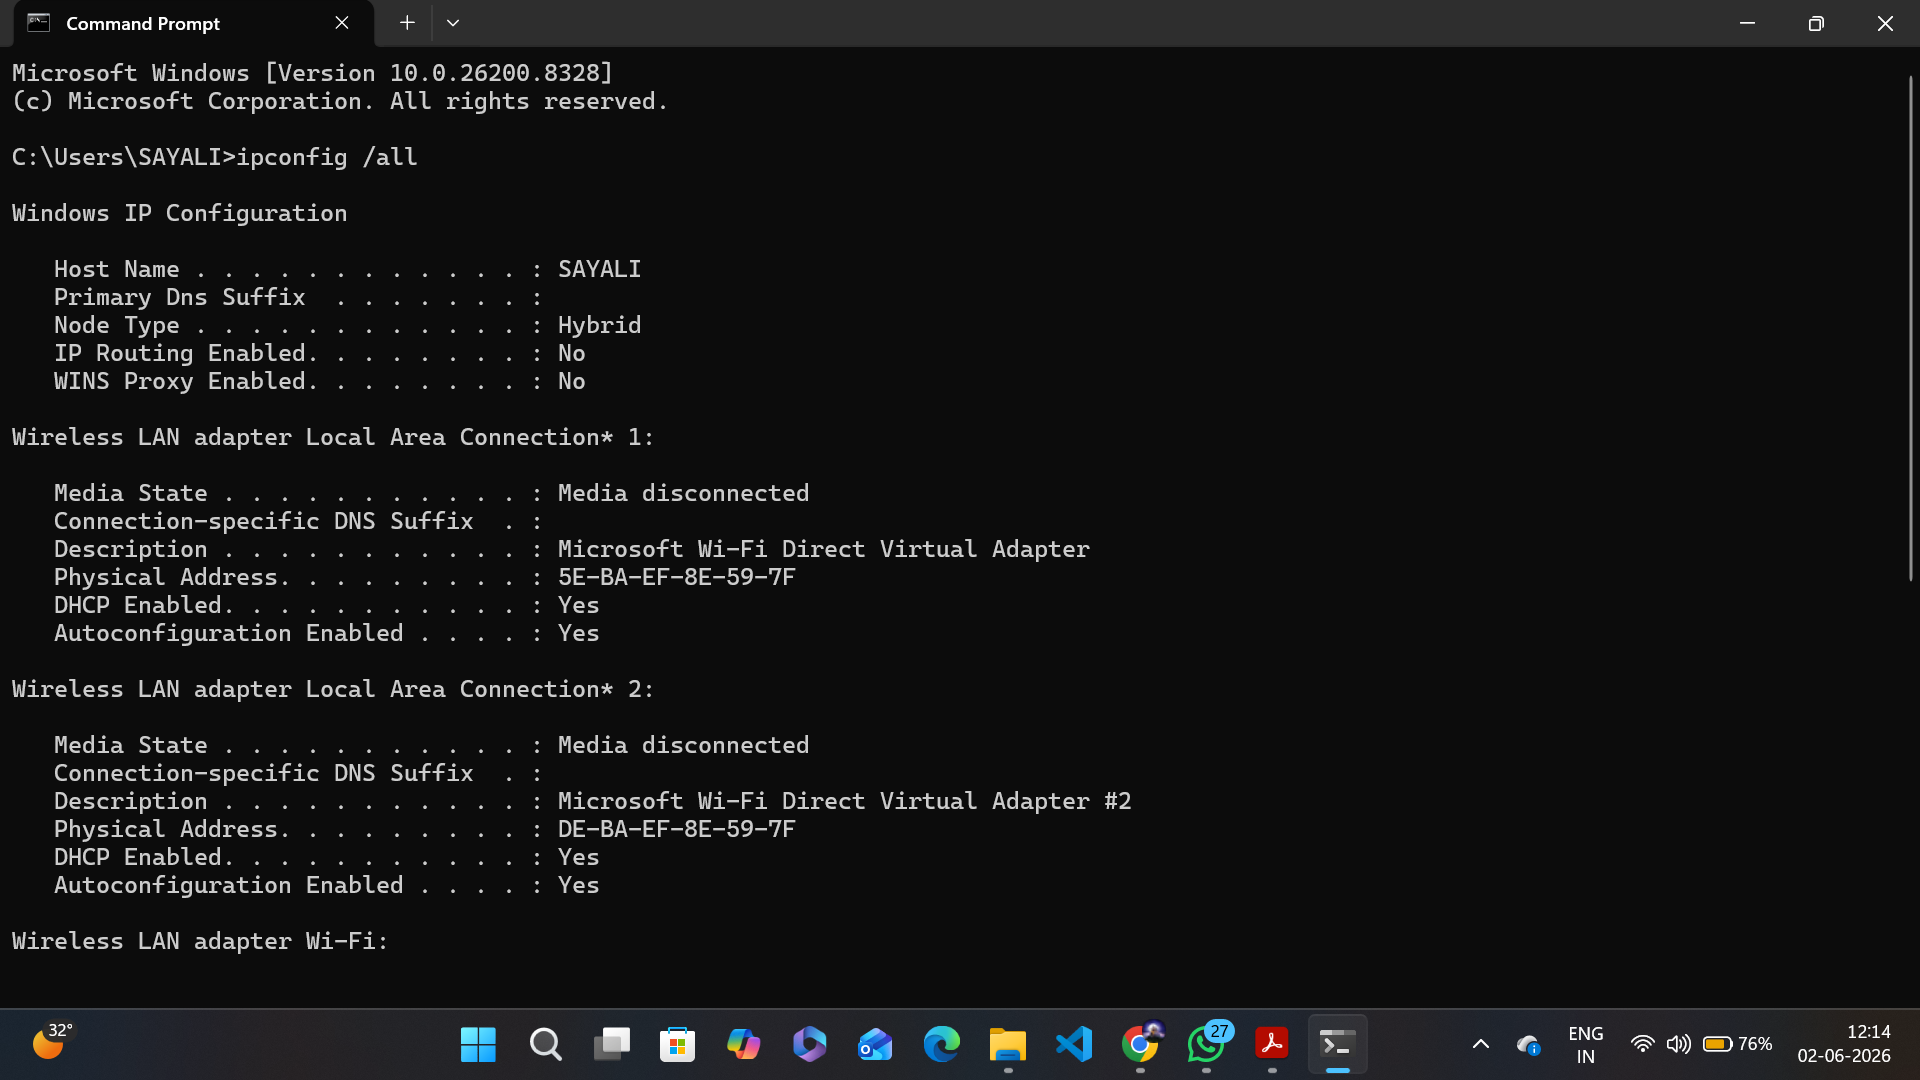 Command Prompt
Microsoft Windows [Version 10.0.26200.8328]
(c) Microsoft Corporation. All rights reserved.
C:\Users\SAYALI>ipconfig /all
Windows IP Configuration
Host Name . . . . . . . . . . . . : SAYALI
Primary Dns Suffix  . . . . . . . :
Node Type . . . . . . . . . . . . : Hybrid
IP Routing Enabled. . . . . . . . : No
WINS Proxy Enabled. . . . . . . . : No
Wireless LAN adapter Local Area Connection* 1:
Media State . . . . . . . . . . . : Media disconnected
Connection-specific DNS Suffix  . :
Description . . . . . . . . . . . : Microsoft Wi-Fi Direct Virtual Adapter
Physical Address. . . . . . . . . : 5E-BA-EF-8E-59-7F
DHCP Enabled. . . . . . . . . . . : Yes
Autoconfiguration Enabled . . . . : Yes
Wireless LAN adapter Local Area Connection* 2:
Media State . . . . . . . . . . . : Media disconnected
Connection-specific DNS Suffix  . :
Description . . . . . . . . . . . : Microsoft Wi-Fi Direct Virtual Adapter #2
Physical Address. . . . . . . . . : DE-BA-EF-8E-59-7F
DHCP Enabled. . . . . . . . . . . : Yes
Autoconfiguration Enabled . . . . : Yes
Wireless LAN adapter Wi-Fi:
32°
27
ENG
IN
76%
12:14
02-06-2026